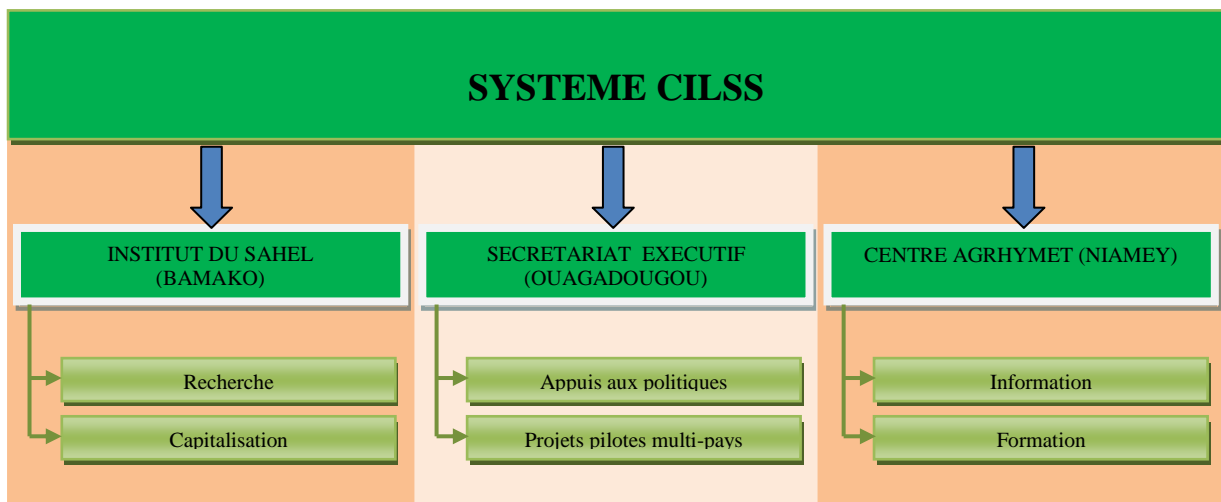 SYSTEME CILSS
INSTITUT DU SAHEL
(BAMAKO)
Recherche
Capitalisation
SECRETARIAT EXECUTIF
(OUAGADOUGOU)
Appuis aux politiques
Projets pilotes multi-pays
CENTRE AGRHYMET (NIAMEY)
Information
Formation